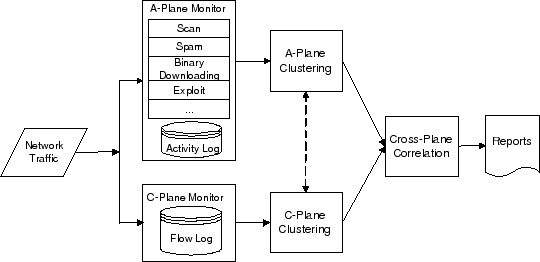 A-Plane Monitor
Scan
Spam
Binary
Downloading
Exploit
...
Activity Log
A-Plane
Clustering
Network
Traffic
Cross-Plane
Correlation
Reports
C-Plane Monitor
Flow Log
C-Plane
Clustering